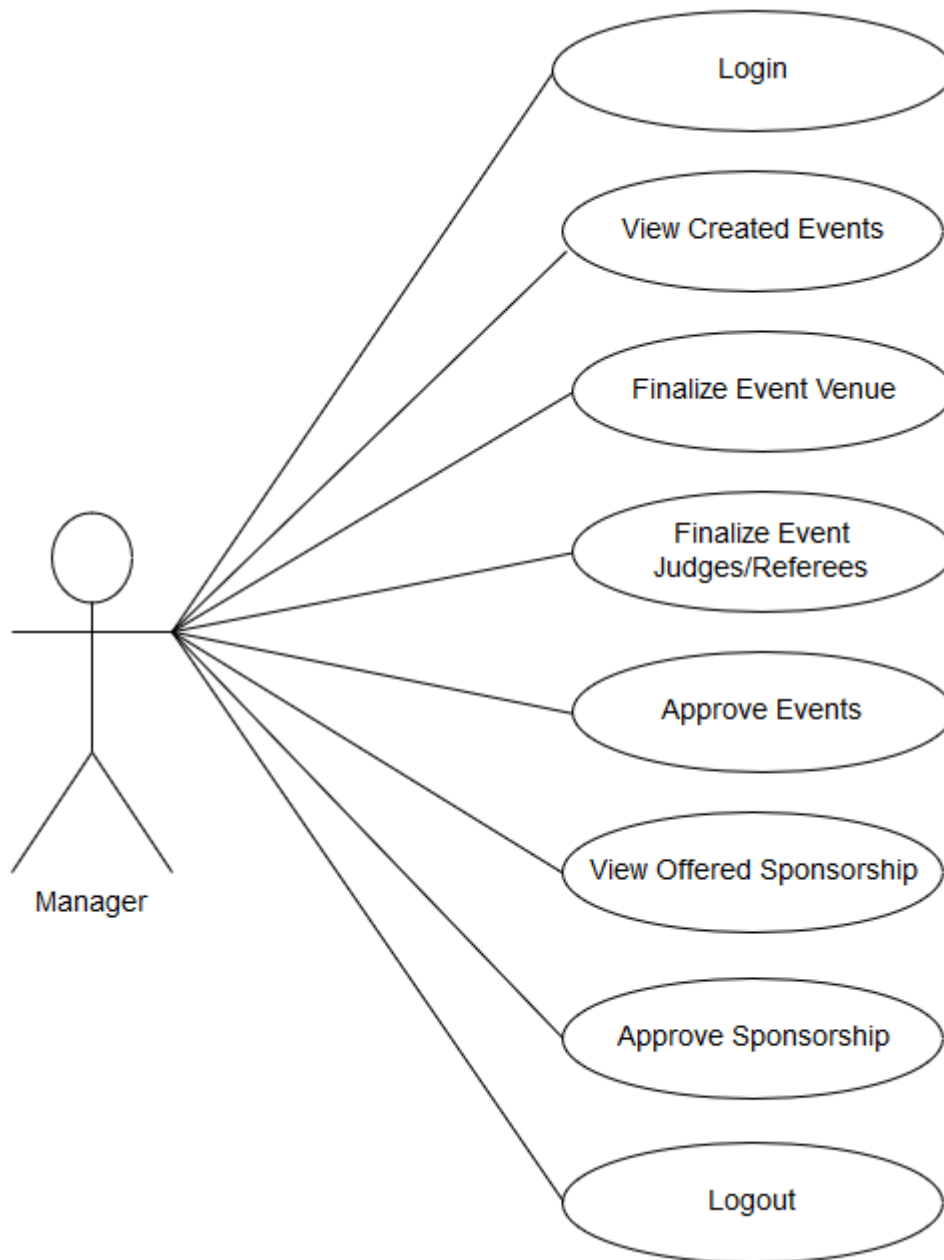 Login
View Created Events
Finalize Event Venue
Finalize Event
Judges/Referees
Approve Events
View Offered Sponsorship
Manager
Approve Sponsorship
Logout